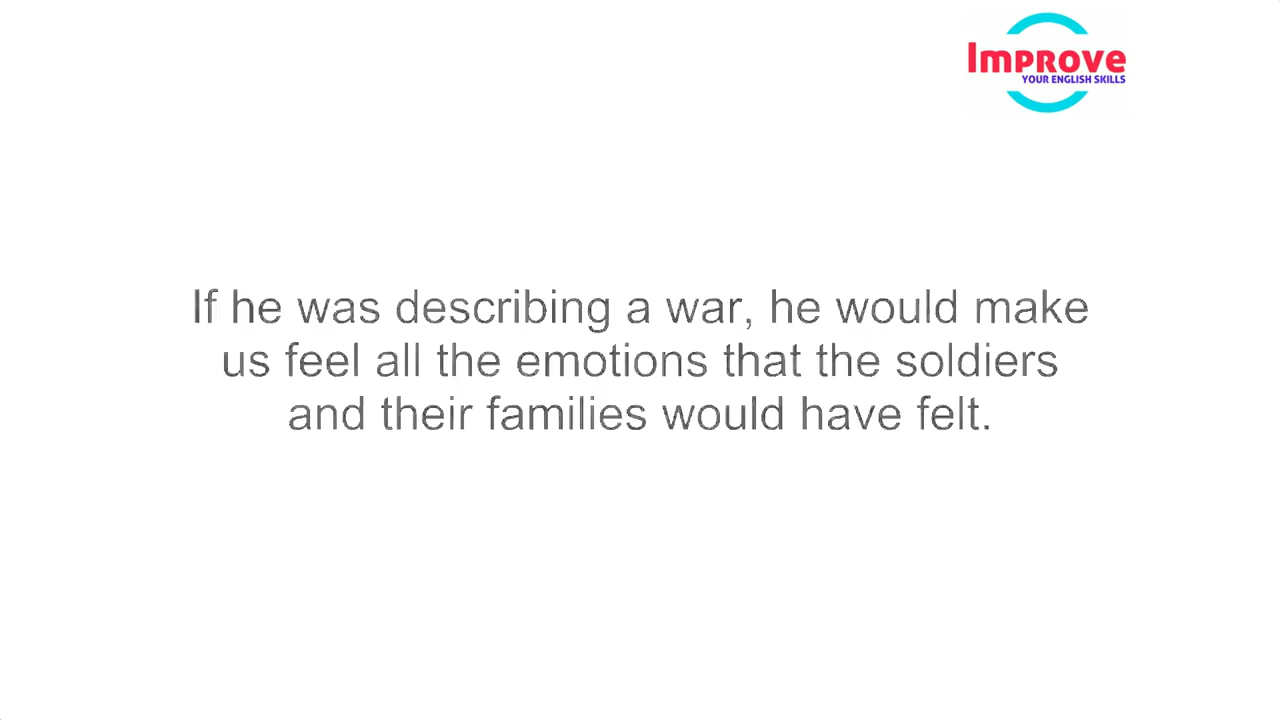 Improve
YOUR ENGLISH SKILLS
If he was describing a war, he would make
us feel all the emotions that the soldiers
and their families would have felt.